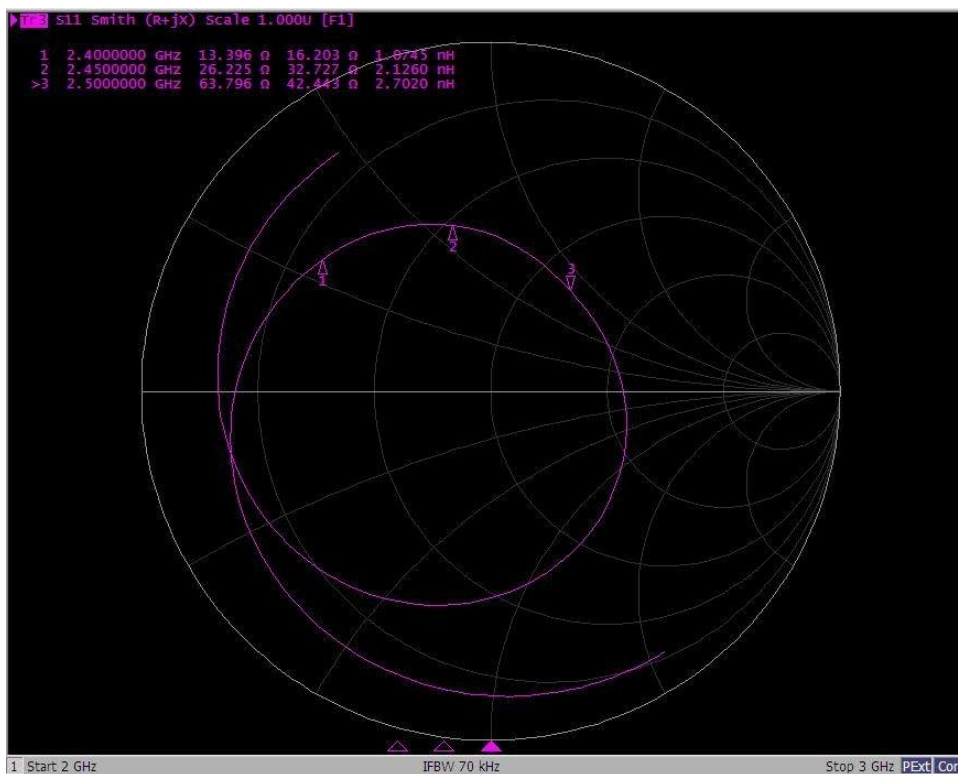 Tr3 S11 Smith (R+jX) Scale 1.000U [F1]
1 2.4000000 GHz 13.396 Ω 16.203 Ω 1.0745 nH
2 2.4500000 GHz 26.225 Ω 32.727 Ω 2.1260 nH
>3 2.5000000 GHz 63.796 Ω 42.443 Ω 2.7020 nH
1
2
3
1 Start 2 GHz IFBW 70 kHz Stop 3 GHz PExt Cor